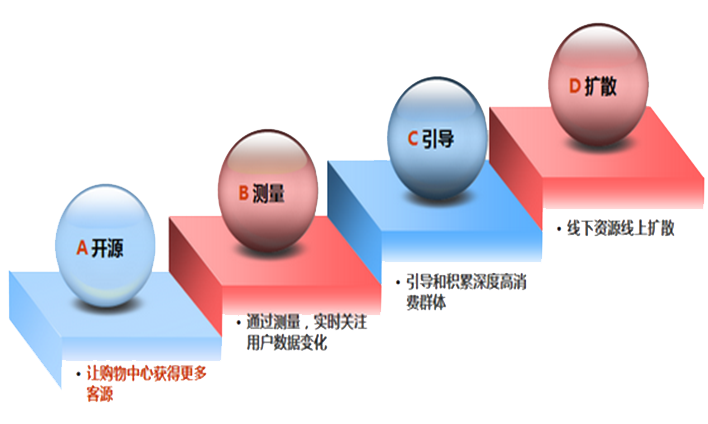 A 开源
• 让购物中心获得更多
客源
B 测量
• 通过测量，实时关注
用户数据变化
C 引导
• 引导和积累深度高消
费群体
D 扩散
• 线下资源线上扩散